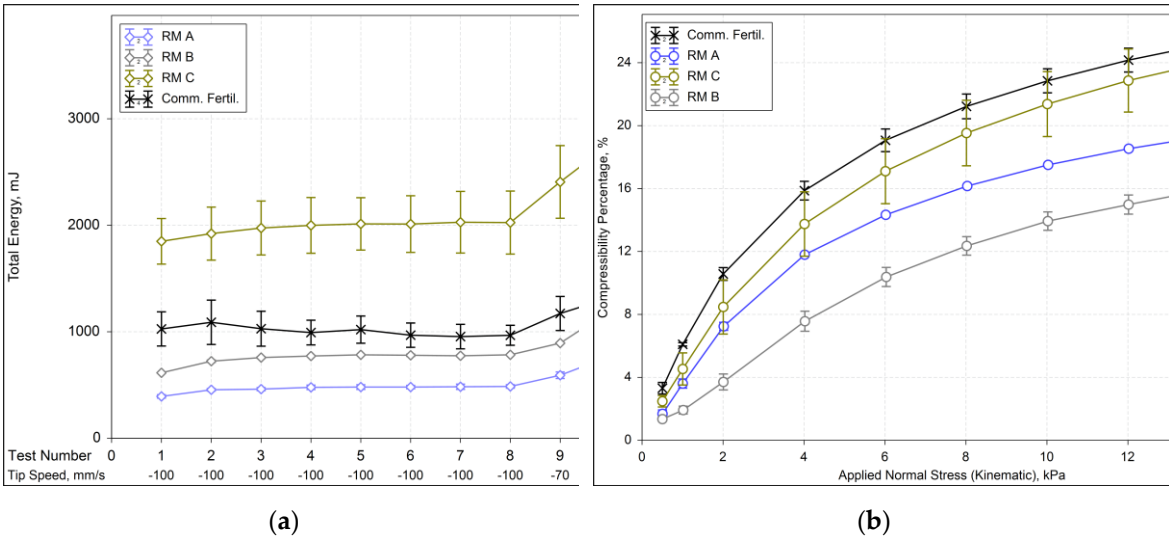 RM A
RM B
RM C
Comm. Fertil.
Total Energy, mJ
3000
2000
1000
0
Test Number 0 1 2 3 4 5 6 7 8 9
Tip Speed, mm/s -100 -100 -100 -100 -100 -100 -100 -100 -70
(a)
Comm. Fertil.
RM A
RM C
RM B
Compressibility Percentage, %
24
20
16
12
8
4
0
0 2 4 6 8 10 12
Applied Normal Stress (Kinematic), kPa
(b)